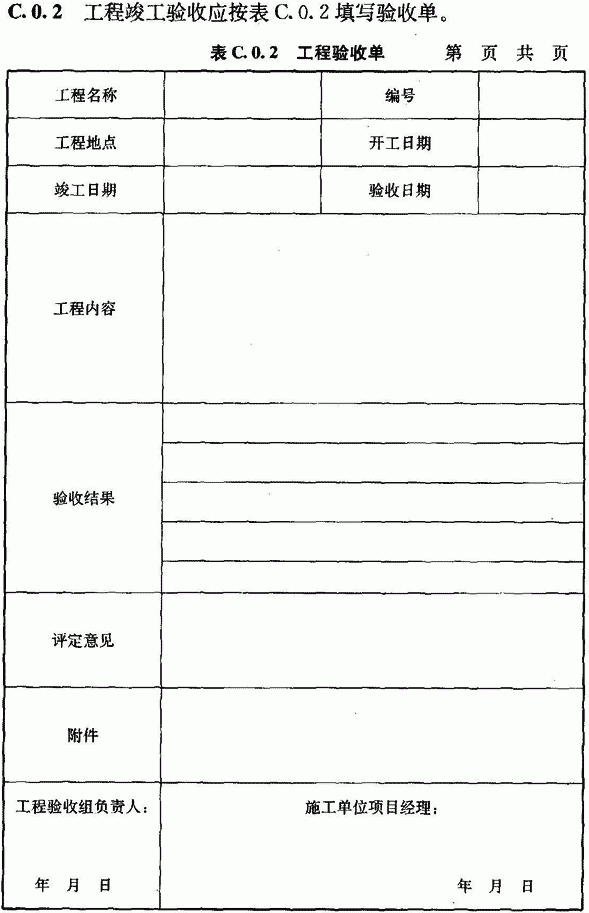 C.0.2 工程竣工验收应按表C.0.2填写验收单。
表C.0.2 工程验收单 第 页 共 页
工程名称 编号
工程地点 开工日期
竣工日期 验收日期
工程内容
验收结果
评定意见
附件
工程验收组负责人： 施工单位项目经理：
年 月 日 年 月 日